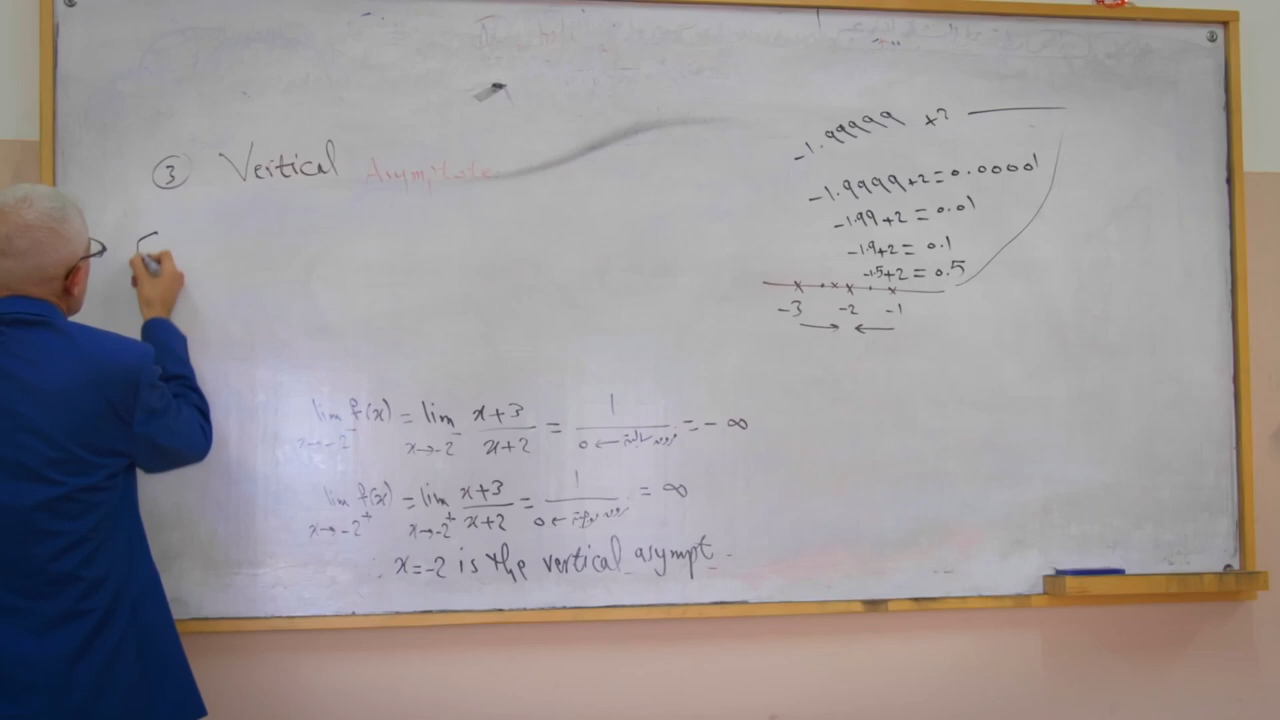 ③ Vertical Asymptote
-1.99999 +2
-1.9999+2=0.00001
-1.99+2=0.01
-1.9+2=0.1
-1.5+2=0.5
-3 -2 -1
lim f(x) = lim x+3 / x+2 = 1 / 0 ← = -∞
x→-2⁻ x→-2⁻
lim f(x) = lim x+3 / x+2 = 1 / 0 ← = ∞
x→-2⁺ x→-2⁺
x=-2 is the vertical asympt.